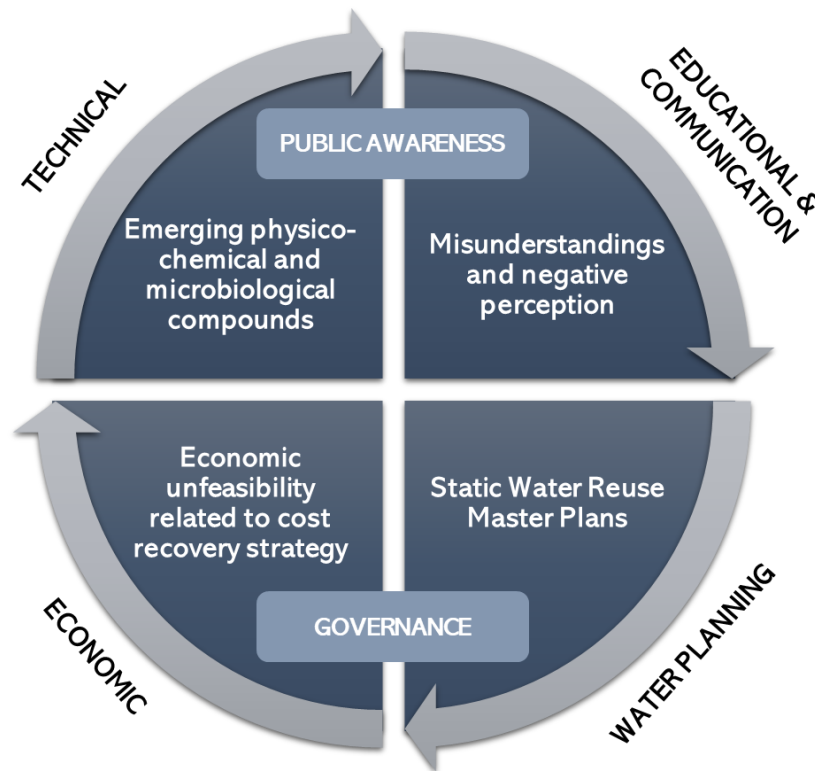 TECHNICAL
EDUCATIONAL &
COMMUNICATION
PUBLIC AWARENESS
Emerging physico-
chemical and
microbiological
compounds
Misunderstandings
and negative
perception
Economic
unfeasibility
related to cost
recovery strategy
Static Water Reuse
Master Plans
GOVERNANCE
ECONOMIC
WATER PLANNING